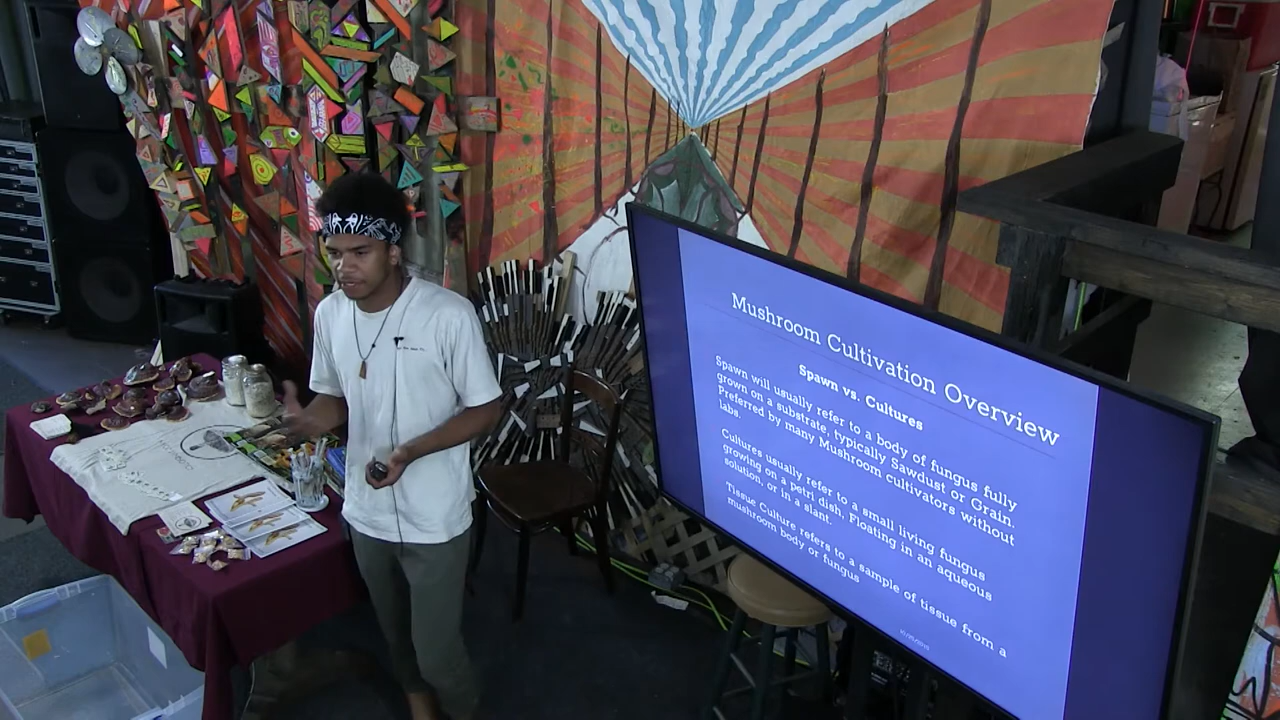 Mushroom Cultivation Overview
Spawn vs. Cultures
Spawn will usually refer to a body of fungus fully
grown on a substrate, typically Sawdust or Grain.
Preferred by many Mushroom cultivators without
labs.
Cultures usually refer to a small living fungus
growing on a petri dish, Floating in an aqueous
solution, or in a slant.
Tissue Culture refers to a sample of tissue from a
mushroom body or fungus